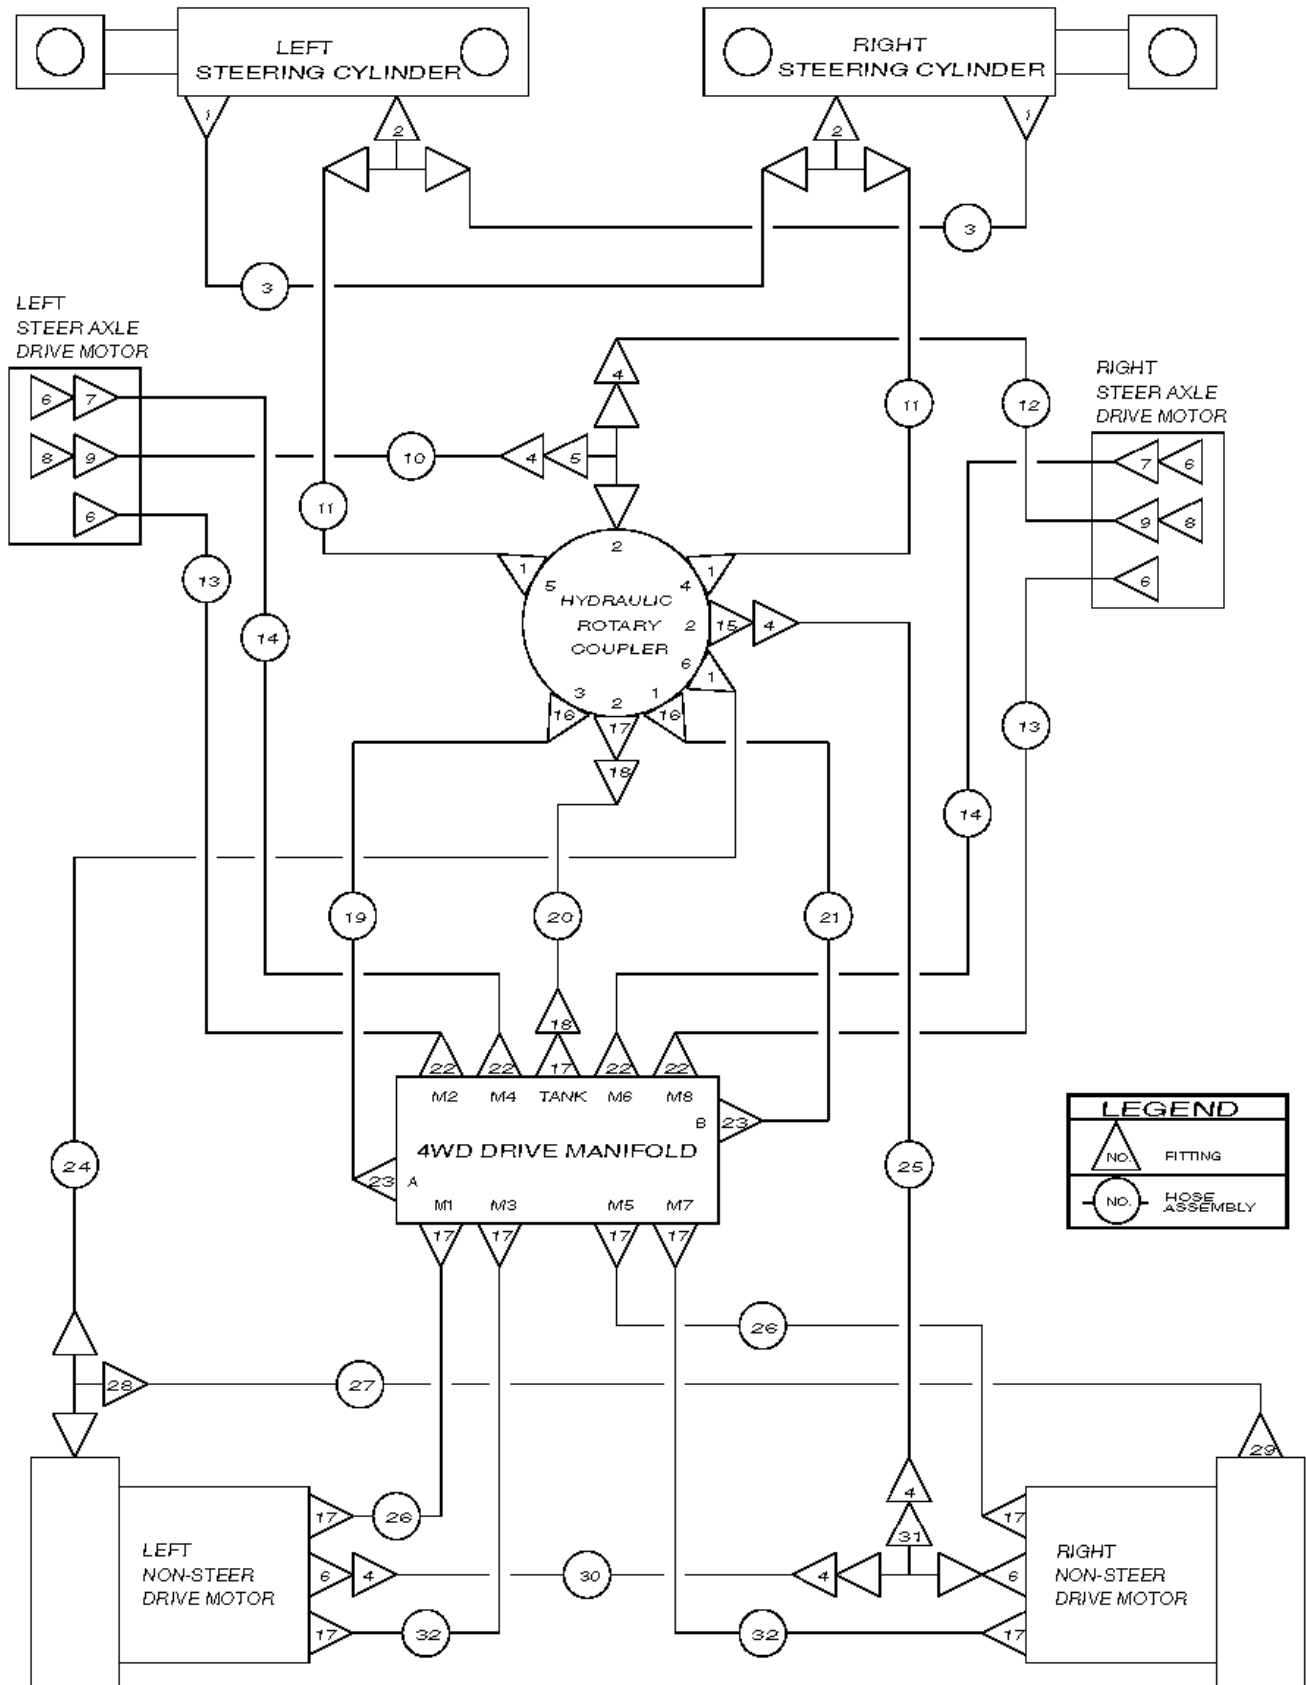 LEFT
STEERING CYLINDER
RIGHT
STEERING CYLINDER
1
2
2
1
3
3
LEFT
STEER AXLE
DRIVE MOTOR
RIGHT
STEER AXLE
DRIVE MOTOR
4
6 7
11
12
8 9
10
4 5
7 6
6
11
9 8
2
13
1
5
4
1
6
HYDRAULIC
ROTARY
COUPLER
2
15 4
14
6
1
3
2
1
16
17
16
13
18
14
19
20
21
18
22
22
17
22
22
M2
M4
TANK
M6
M8
B
23
4WD DRIVE MANIFOLD
24
23
A
25
M1
M3
M5
M7
17
17
17
17
LEGEND
NO.
FITTING
NO.
HOSE
ASSEMBLY
26
28
27
29
4
17
26
31
17
LEFT
NON-STEER
DRIVE MOTOR
6 4
30
4
6
RIGHT
NON-STEER
DRIVE MOTOR
17
32
32
17